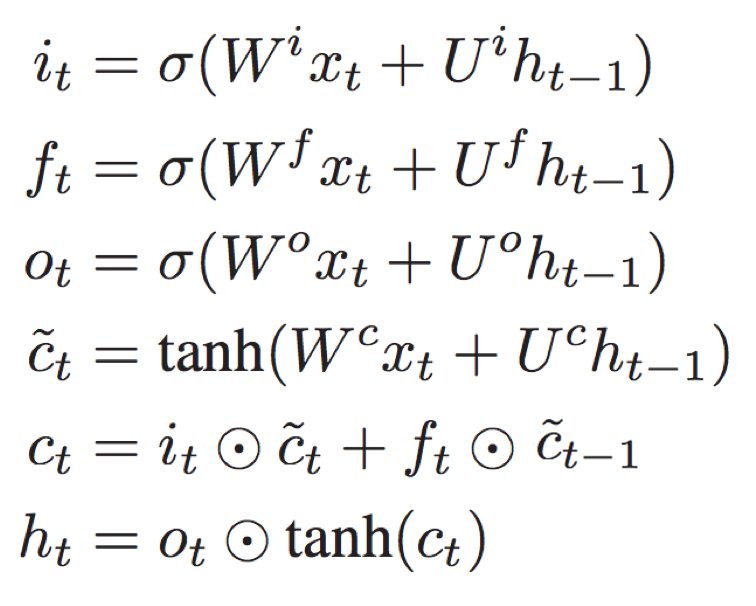 i_t = σ(W^i x_t + U^i h_{t−1})
f_t = σ(W^f x_t + U^f h_{t−1})
o_t = σ(W^o x_t + U^o h_{t−1})
c̃_t = tanh(W^c x_t + U^c h_{t−1})
c_t = i_t ⊙ c̃_t + f_t ⊙ c̃_{t−1}
h_t = o_t ⊙ tanh(c_t)